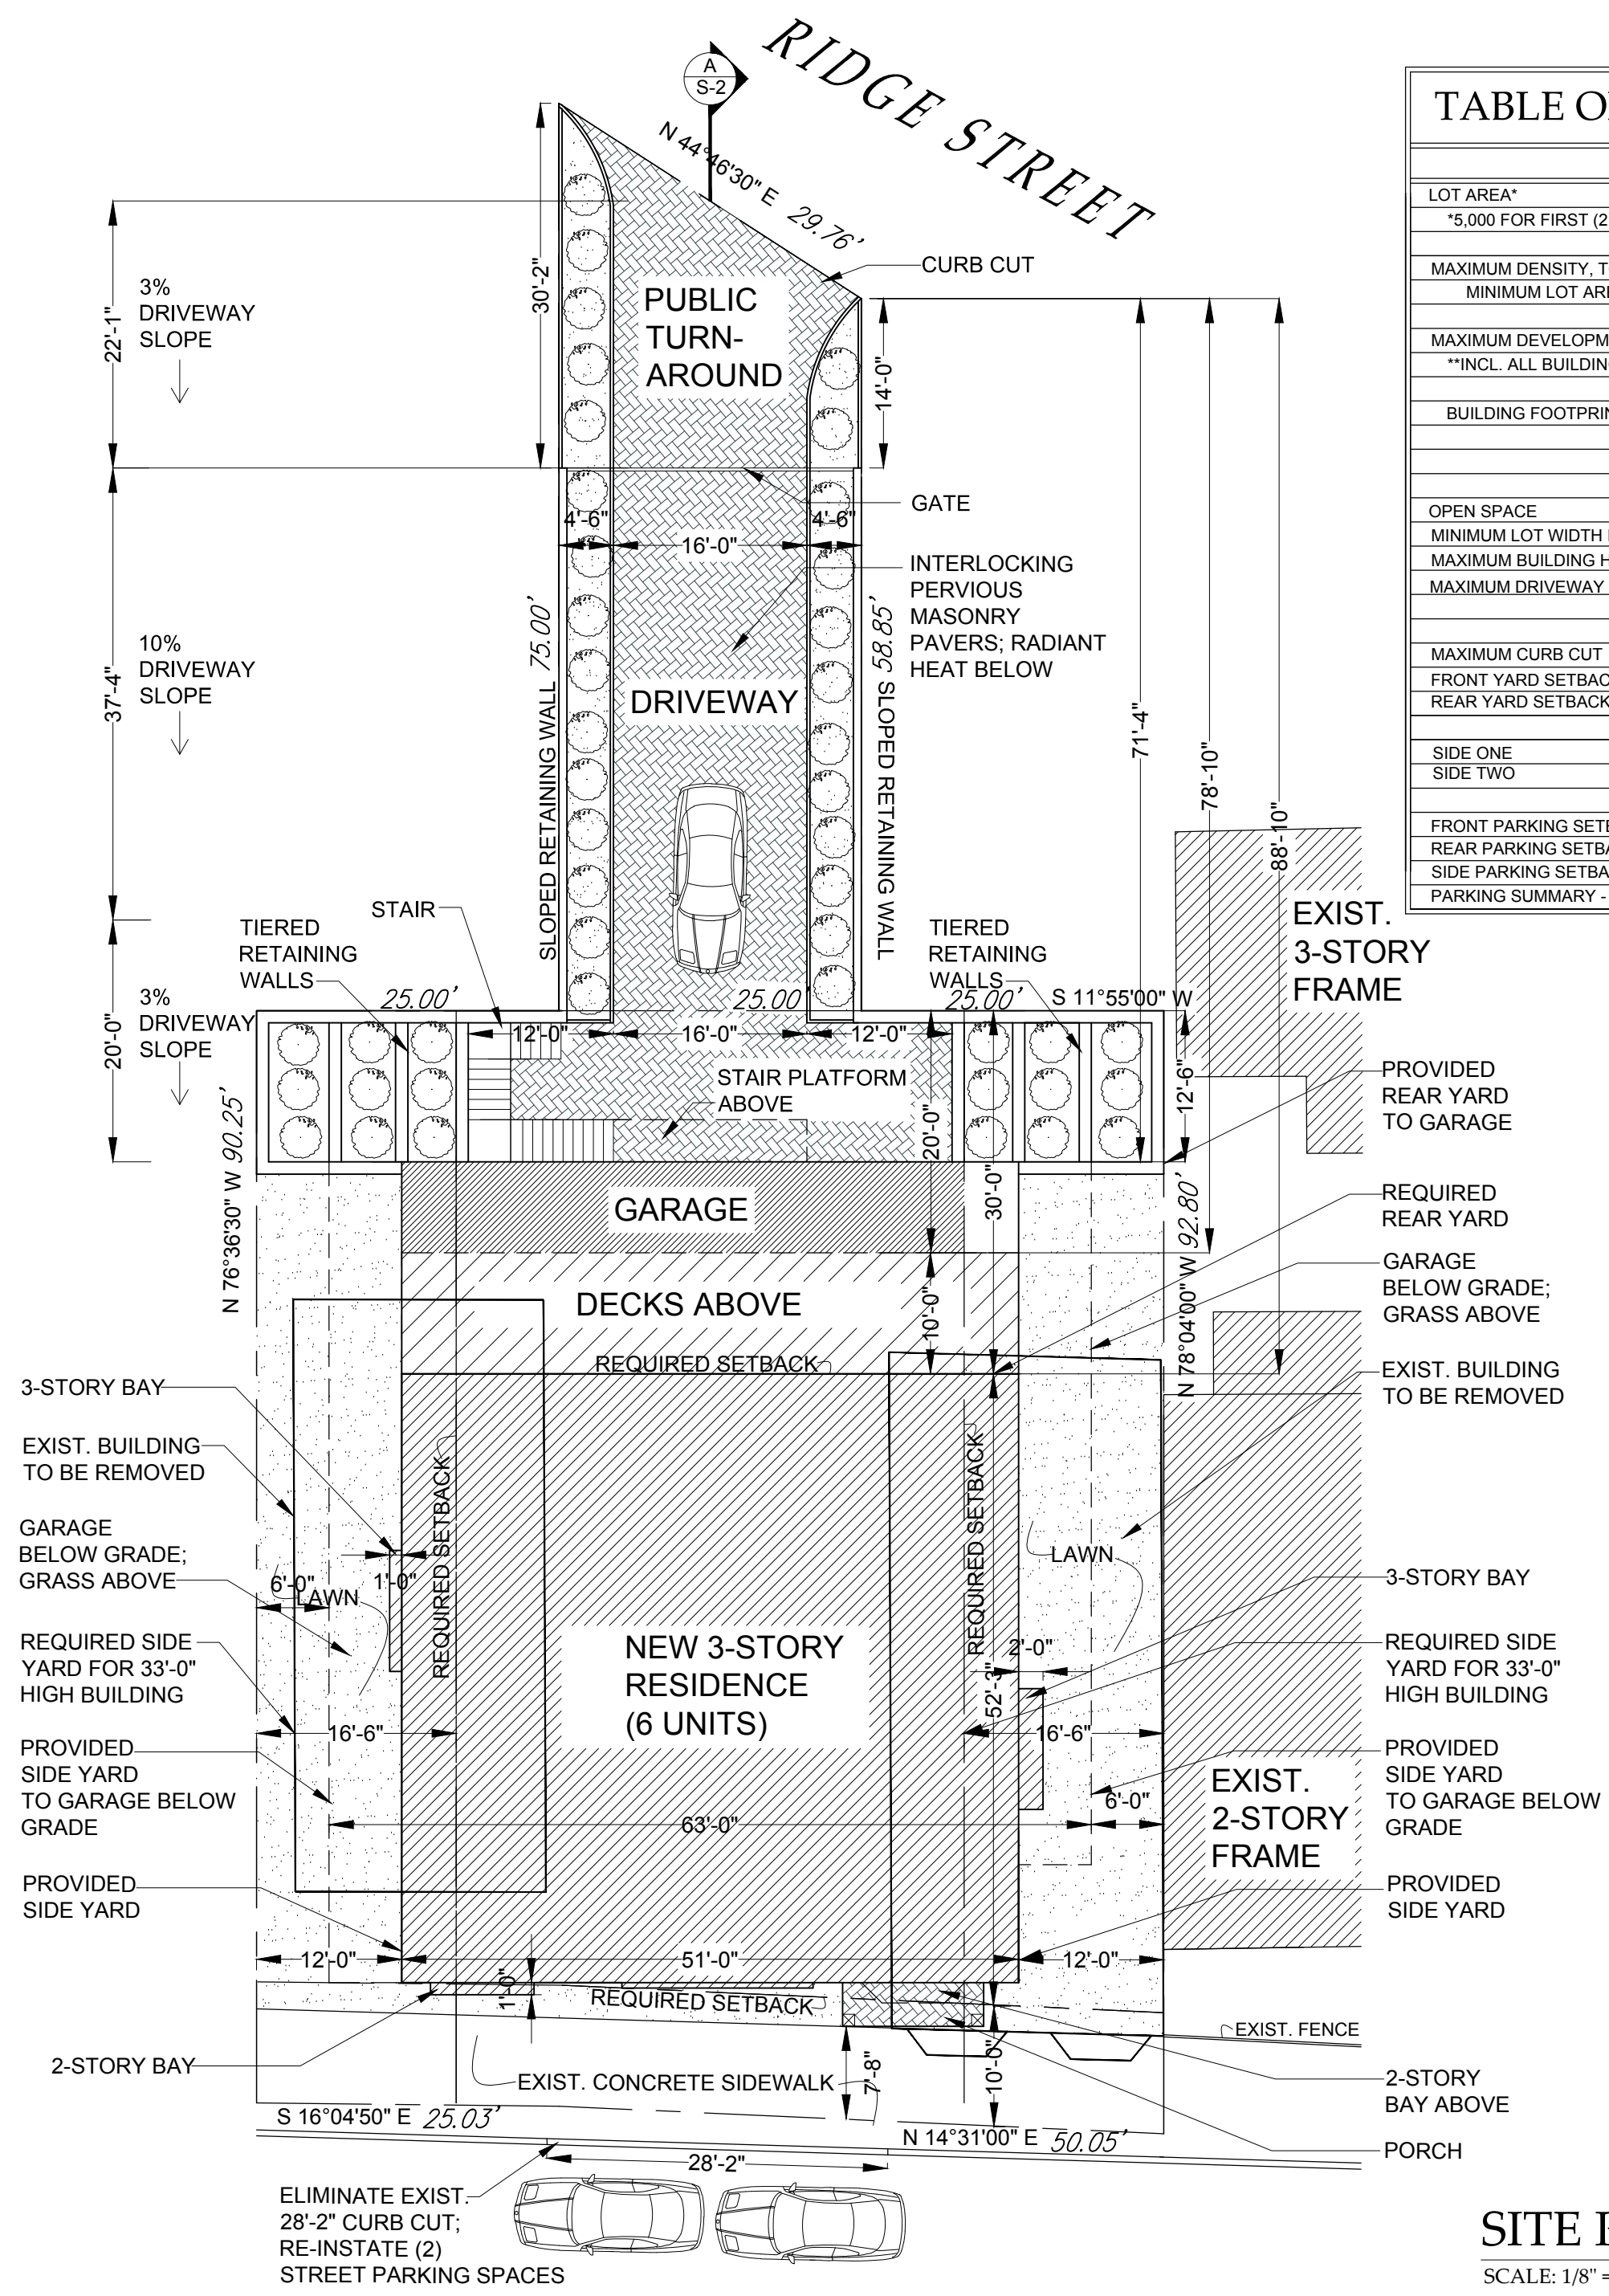 RIDGE STREET
A
S-2
N 44°46'30" E 29.76'
CURB CUT
30'-2"
22'-1"
3%
DRIVEWAY
SLOPE
PUBLIC
TURN-
AROUND
14'-0"
GATE
4'-6"
16'-0"
4'-6"
INTERLOCKING
PERVIOUS
MASONRY
PAVERS; RADIANT
HEAT BELOW
37'-4"
10%
DRIVEWAY
SLOPE
SLOPED RETAINING WALL 75.00'
DRIVEWAY
58.85' SLOPED RETAINING WALL
71'-4"
78'-10"
88'-10"
STAIR
TIERED
RETAINING
WALLS
TIERED
RETAINING
WALLS
EXIST.
3-STORY
FRAME
20'-0"
3%
DRIVEWAY
SLOPE
25.00'
25.00'
25.00'
S 11°55'00" W
12'-0"
16'-0"
12'-0"
STAIR PLATFORM
ABOVE
12'-6"
20'-0"
30'-0"
PROVIDED
REAR YARD
TO GARAGE
N 76°36'30" W 90.25'
GARAGE
REQUIRED
REAR YARD
N 78°04'00" W 92.80'
GARAGE
BELOW GRADE;
GRASS ABOVE
DECKS ABOVE
10'-0"
REQUIRED SETBACK
3-STORY BAY
EXIST. BUILDING
TO BE REMOVED
EXIST. BUILDING
TO BE REMOVED
GARAGE
BELOW GRADE;
GRASS ABOVE
REQUIRED SETBACK
REQUIRED SETBACK
6'-0"
LAWN
1'-0"
LAWN
3-STORY BAY
REQUIRED SIDE
YARD FOR 33'-0"
HIGH BUILDING
NEW 3-STORY
RESIDENCE
(6 UNITS)
2'-0"
52'-3"
REQUIRED SIDE
YARD FOR 33'-0"
HIGH BUILDING
16'-6"
16'-6"
PROVIDED
SIDE YARD
TO GARAGE BELOW
GRADE
PROVIDED
SIDE YARD
TO GARAGE BELOW
GRADE
EXIST.
2-STORY
FRAME
63'-0"
6'-0"
PROVIDED
SIDE YARD
PROVIDED
SIDE YARD
12'-0"
51'-0"
12'-0"
1'-0"
REQUIRED SETBACK
EXIST. FENCE
2-STORY BAY
EXIST. CONCRETE SIDEWALK
7'-8"
10'-0"
2-STORY
BAY ABOVE
PORCH
S 16°04'50" E 25.03'
N 14°31'00" E 50.05'
28'-2"
ELIMINATE EXIST.
28'-2" CURB CUT;
RE-INSTATE (2)
STREET PARKING SPACES
TABLE O
LOT AREA*
*5,000 FOR FIRST (2
MAXIMUM DENSITY, T
MINIMUM LOT AR
MAXIMUM DEVELOPM
**INCL. ALL BUILDIN
BUILDING FOOTPRI
OPEN SPACE
MINIMUM LOT WIDTH
MAXIMUM BUILDING H
MAXIMUM DRIVEWAY
MAXIMUM CURB CUT
FRONT YARD SETBAC
REAR YARD SETBACK
SIDE ONE
SIDE TWO
FRONT PARKING SETB
REAR PARKING SETBA
SIDE PARKING SETBA
PARKING SUMMARY -
SITE
SCALE: 1/8" =